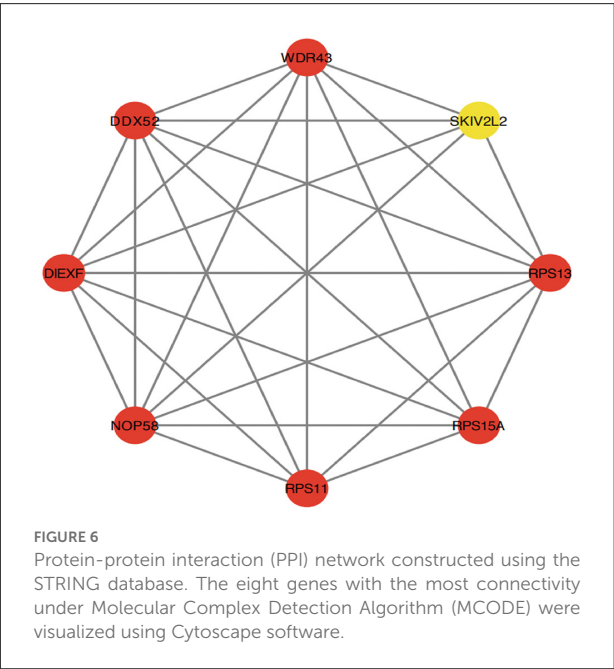 WDR43
DDX52
SKIV2L2
DIEXF
RPS13
NOP58
RPS15A
RPS11
FIGURE 6
Protein-protein interaction (PPI) network constructed using the
STRING database. The eight genes with the most connectivity
under Molecular Complex Detection Algorithm (MCODE) were
visualized using Cytoscape software.